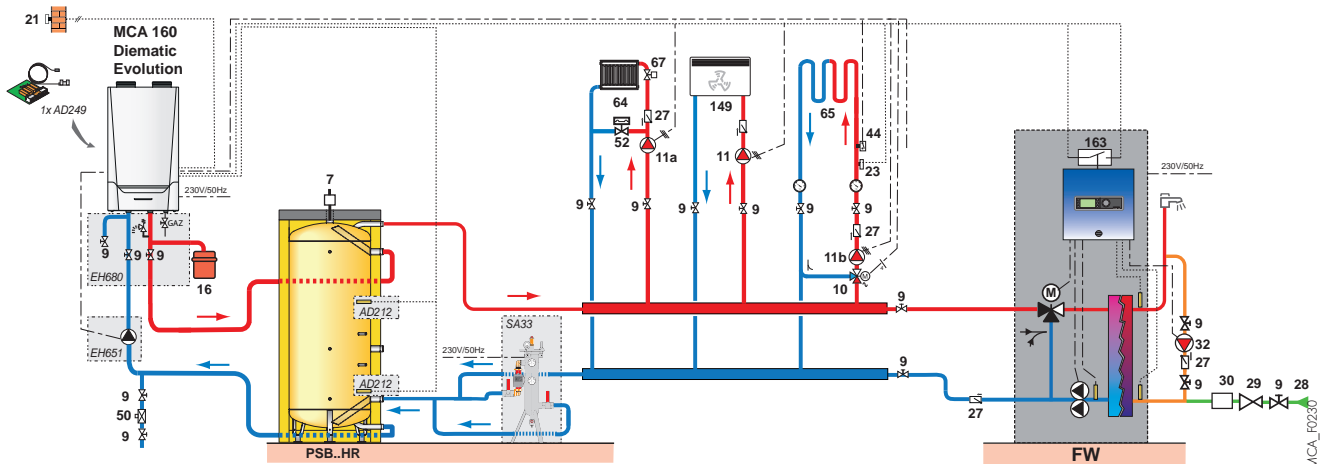 21
MCA 160
Diematic
Evolution
1x AD249
230V/50Hz
GAZ
9
9
9
EH680
16
EH651
9
50
9
7
AD212
AD212
PSB..HR
230V/50Hz
SA33
67
64
27
52
11a
9
9
149
11
9
9
65
44
23
9
9
27
11b
M
10
9
9
27
163
230V/50Hz
M
FW
9
32
27
9
30
29
9
28
MCA_F0230